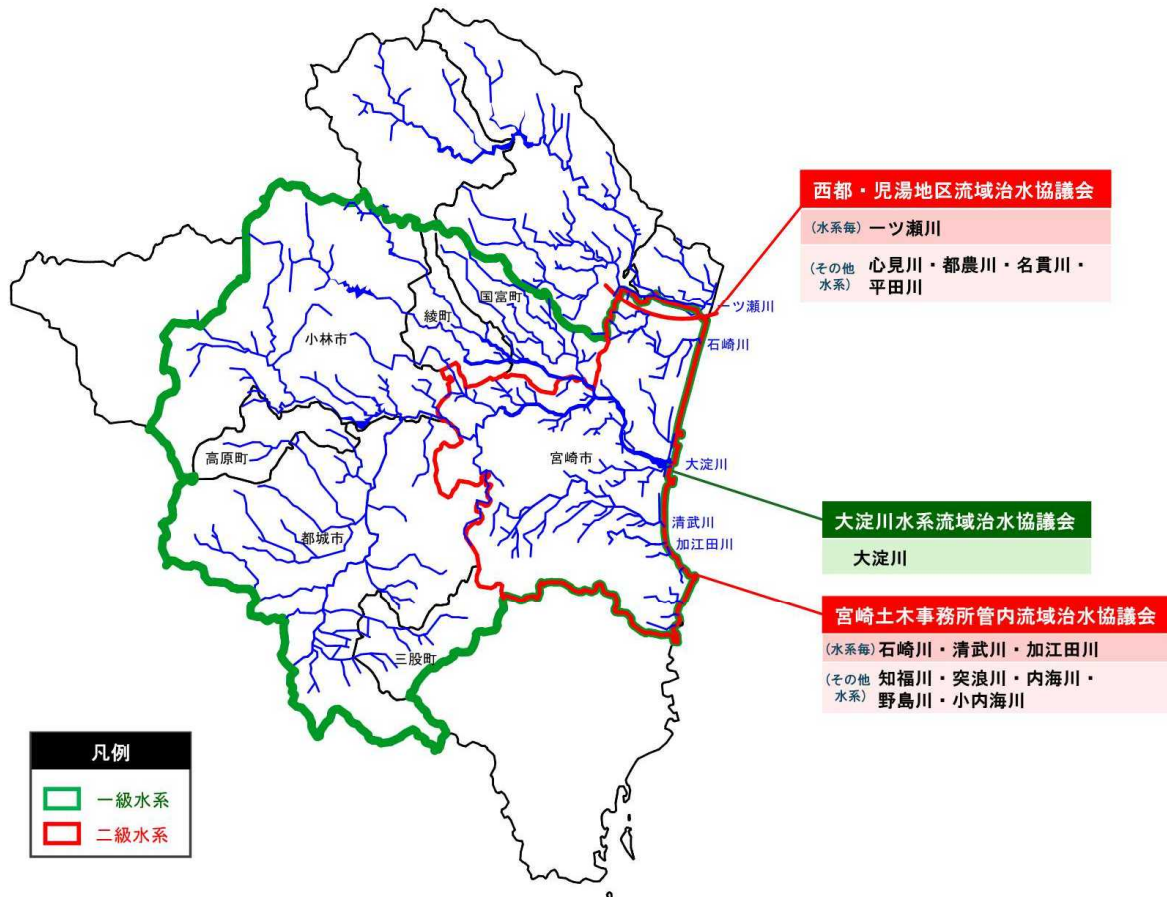 西都・児湯地区流域治水協議会
(水系毎) 一ツ瀬川
(その他水系) 心見川・都農川・名貫川・
平田川
一ツ瀬川
国富町
綾町
石崎川
小林市
宮崎市
高原町
大淀川
大淀川水系流域治水協議会
大淀川
清武川
都城市
加江田川
宮崎土木事務所管内流域治水協議会
(水系毎) 石崎川・清武川・加江田川
三股町
(その他水系) 知福川・突浪川・内海川・
野島川・小内海川
凡例
一級水系
二級水系